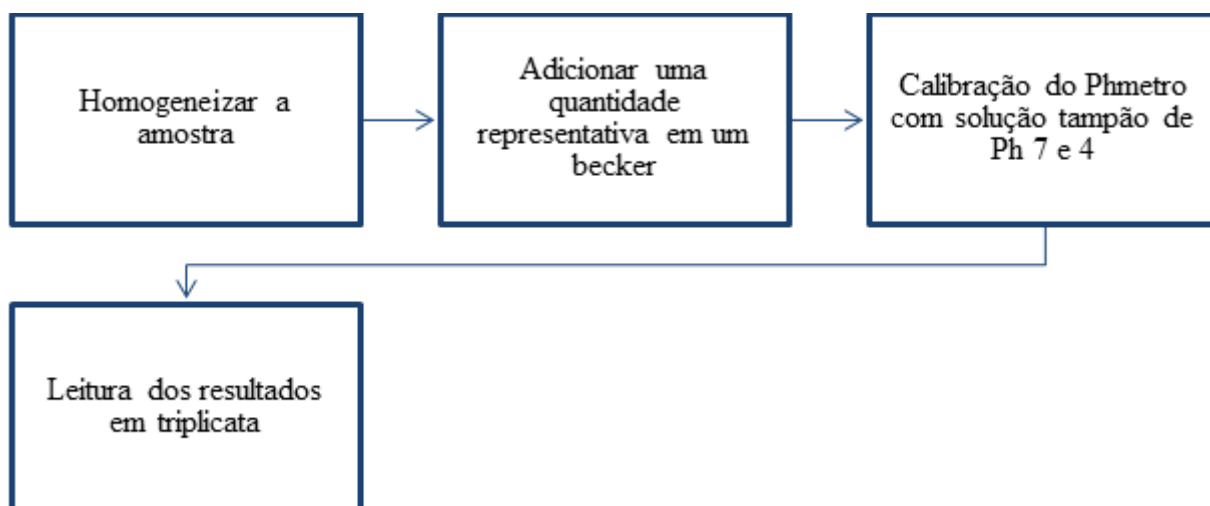 Homogeneizar a
amostra
Adicionar uma
quantidade
representativa em um
becker
Calibração do Phmetro
com solução tampão de
Ph 7 e 4
Leitura dos resultados
em triplicata